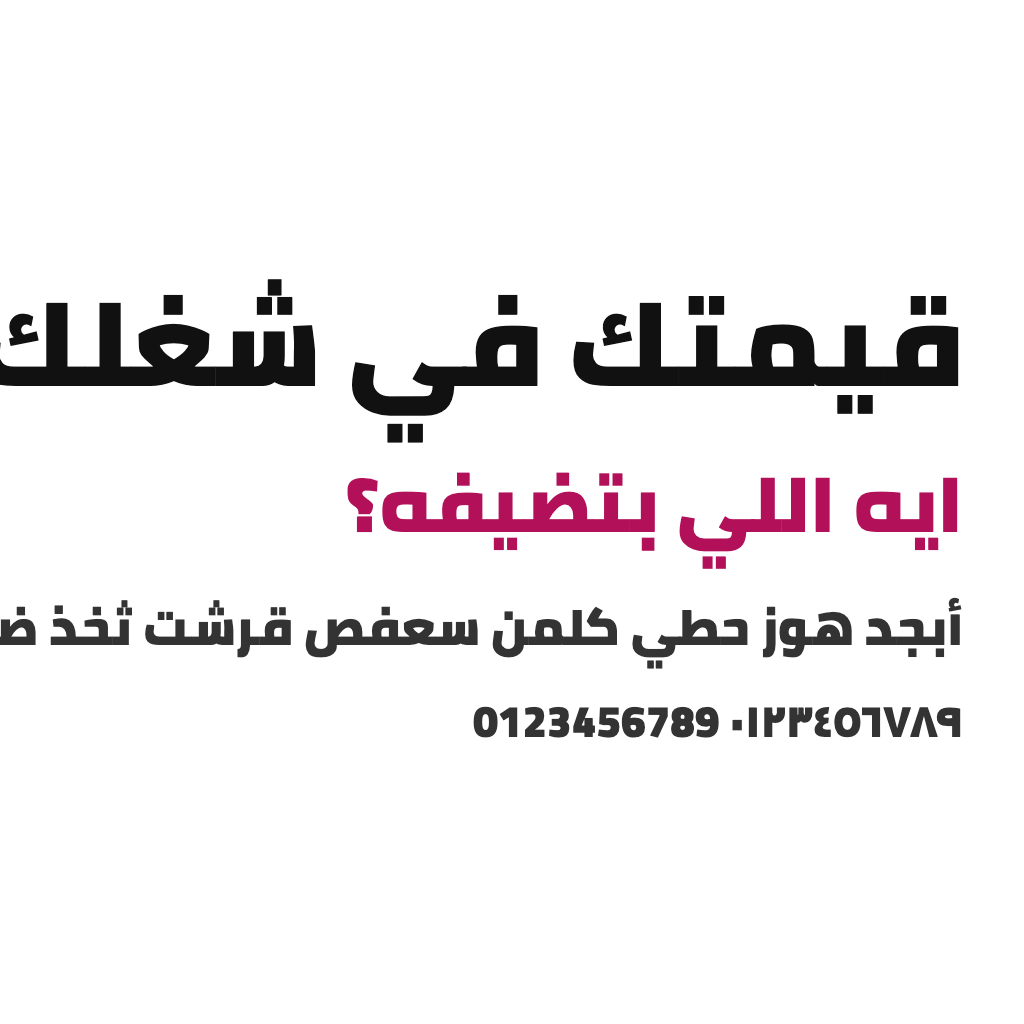 قيمتك في شغلك
ايه اللي بتضيفه؟
أبجد هوز حطي كلمن سعفص قرشت ثخذ
0123456789 ٠١٢٣٤٥٦٧٨٩